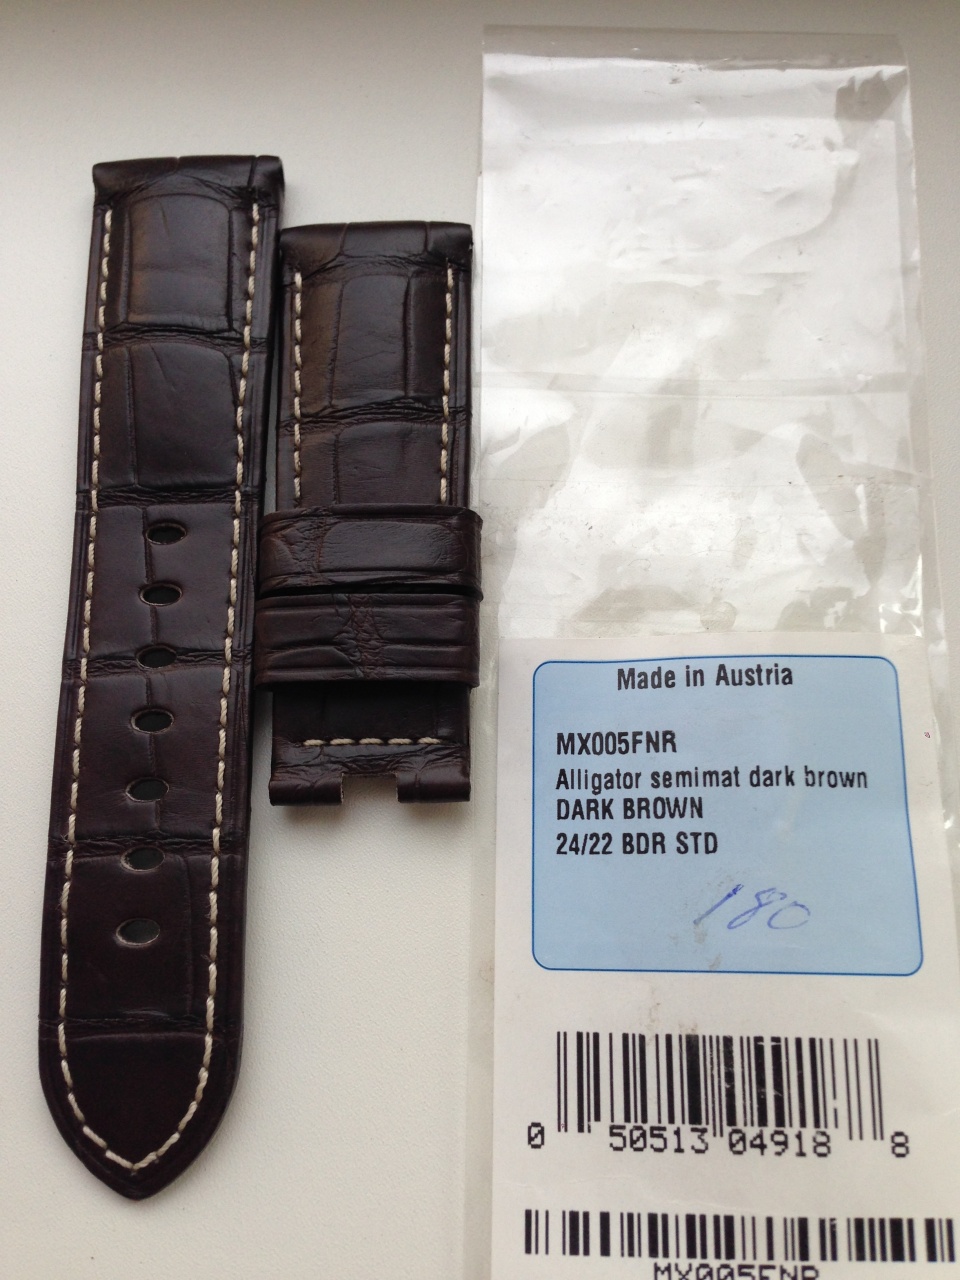 Made in Austria
MX005FNR
Alligator semimat dark brown
DARK BROWN
24/22 BDR STD
180
0 50513 04918 8
MX005FNR